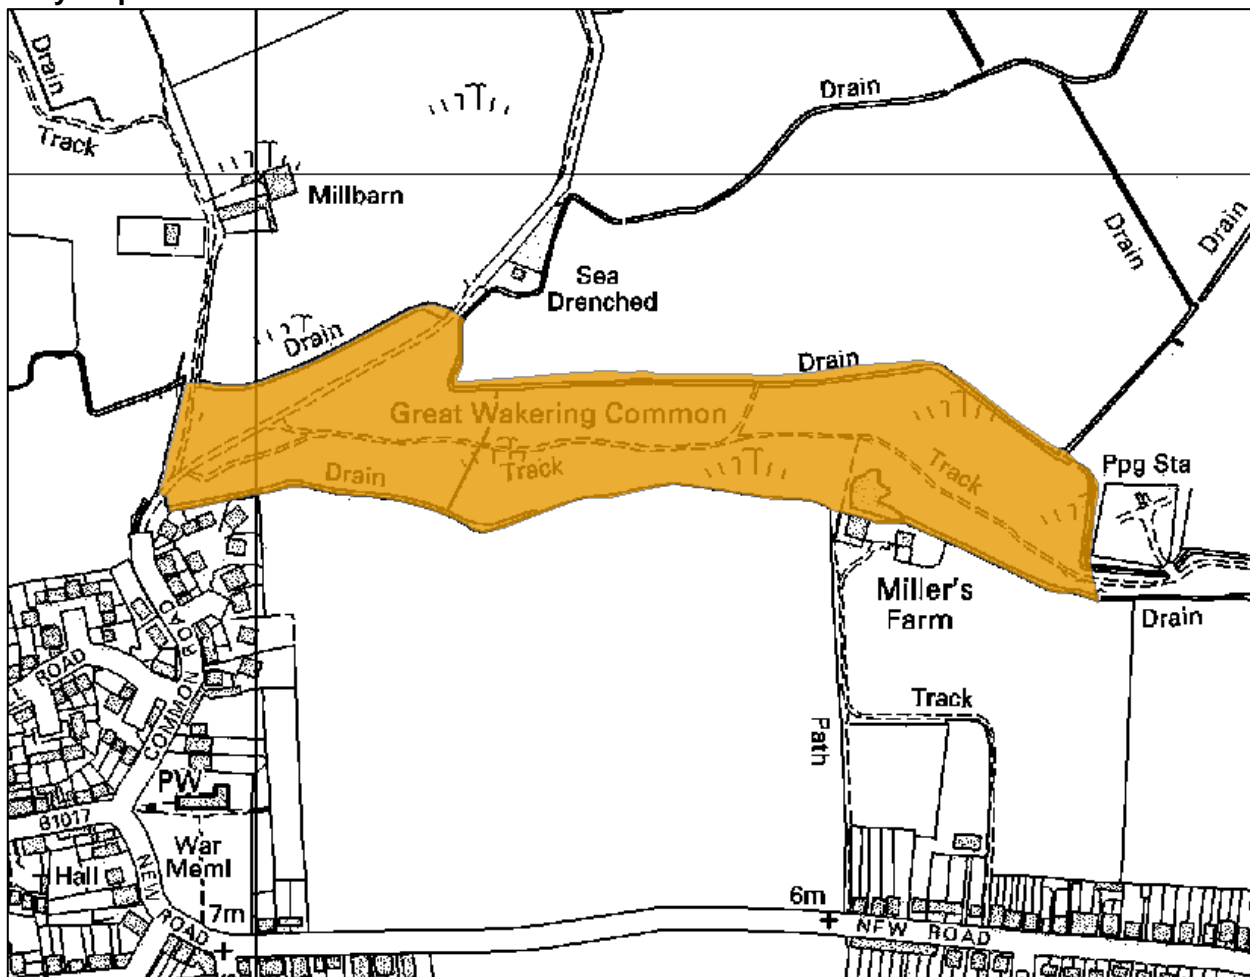 Drain
Track
Millbarn
Drain
Drain
Drain
Sea
Drenched
Drain
Drain
Great Wakering Common
Drain
Track
Track
Ppg Sta
Miller's
Farm
Drain
ROAD
COMMON ROAD
Track
Path
PW
B1017
War
Meml
Hall
NEW ROAD
7m
6m
NEW ROAD